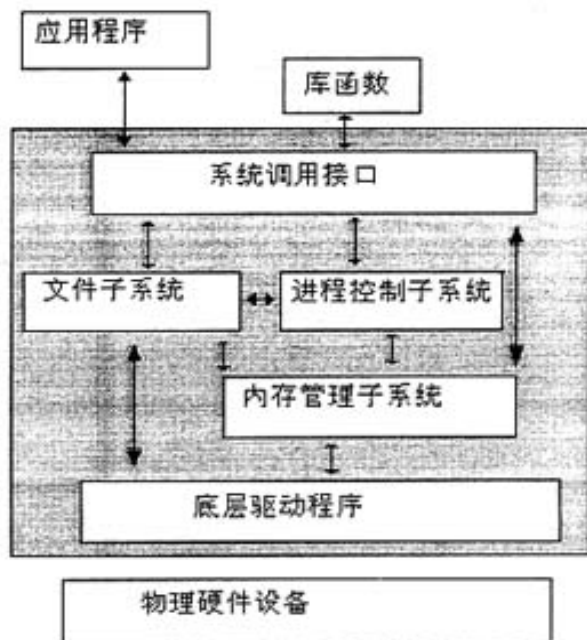 应用程序
库函数
系统调用接口
文件子系统
进程控制子系统
内存管理子系统
底层驱动程序
物理硬件设备